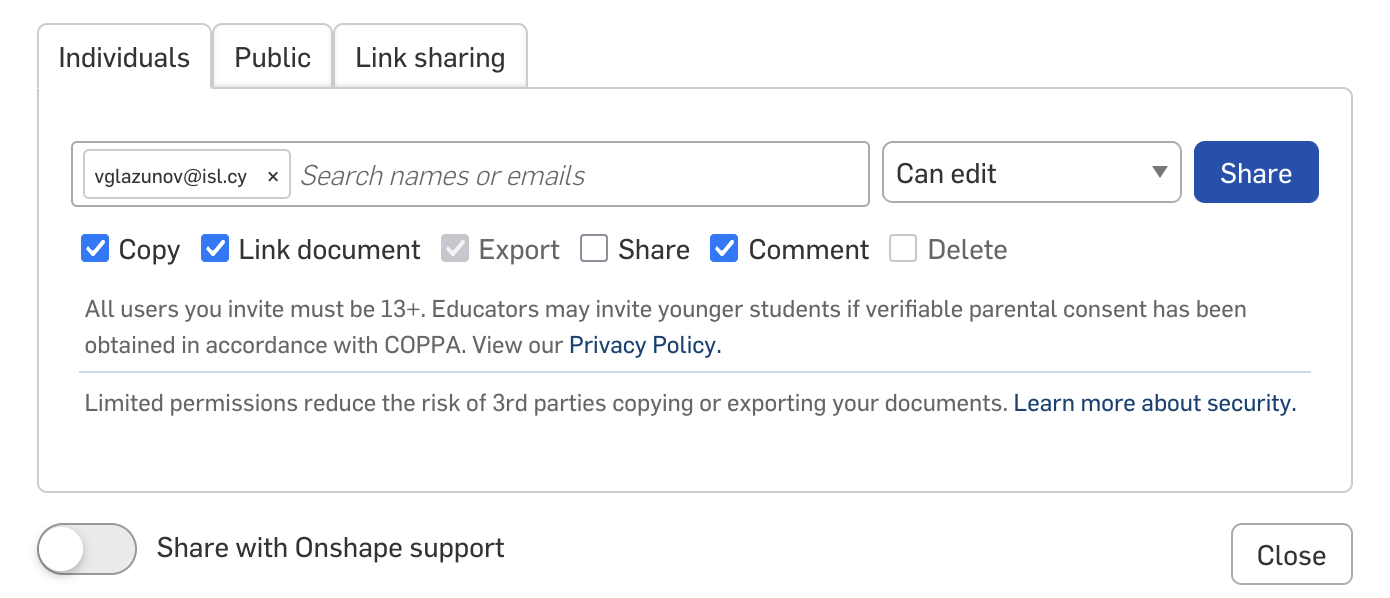 Individuals Public Link sharing
vglazunov@isl.cy × Search names or emails Can edit Share
Copy Link document Export Share Comment Delete
All users you invite must be 13+. Educators may invite younger students if verifiable parental consent has been
obtained in accordance with COPPA. View our Privacy Policy.
Limited permissions reduce the risk of 3rd parties copying or exporting your documents. Learn more about security.
Share with Onshape support Close